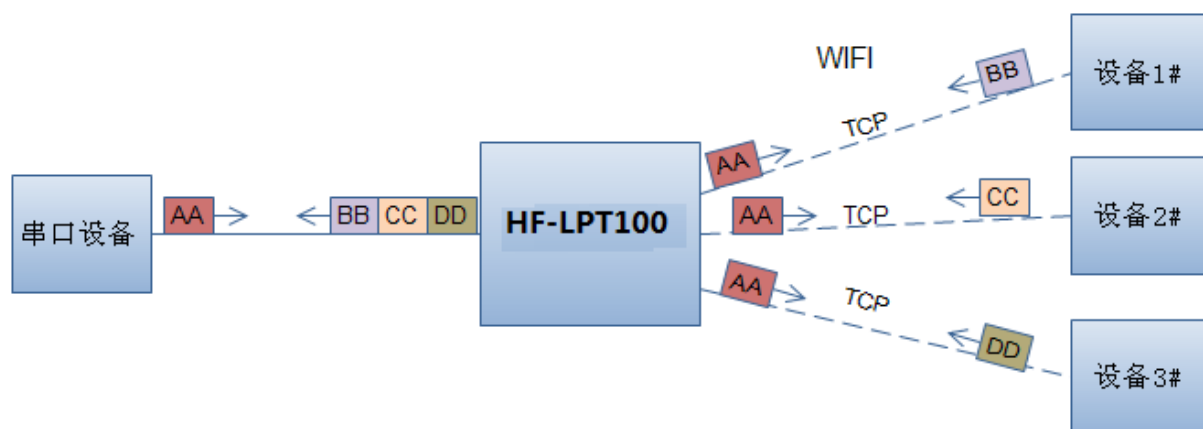 WIFI
BB
设备1#
TCP
AA
串口设备
AA
BB CC DD
HF-LPT100
AA
TCP
CC
设备2#
AA
TCP
DD
设备3#